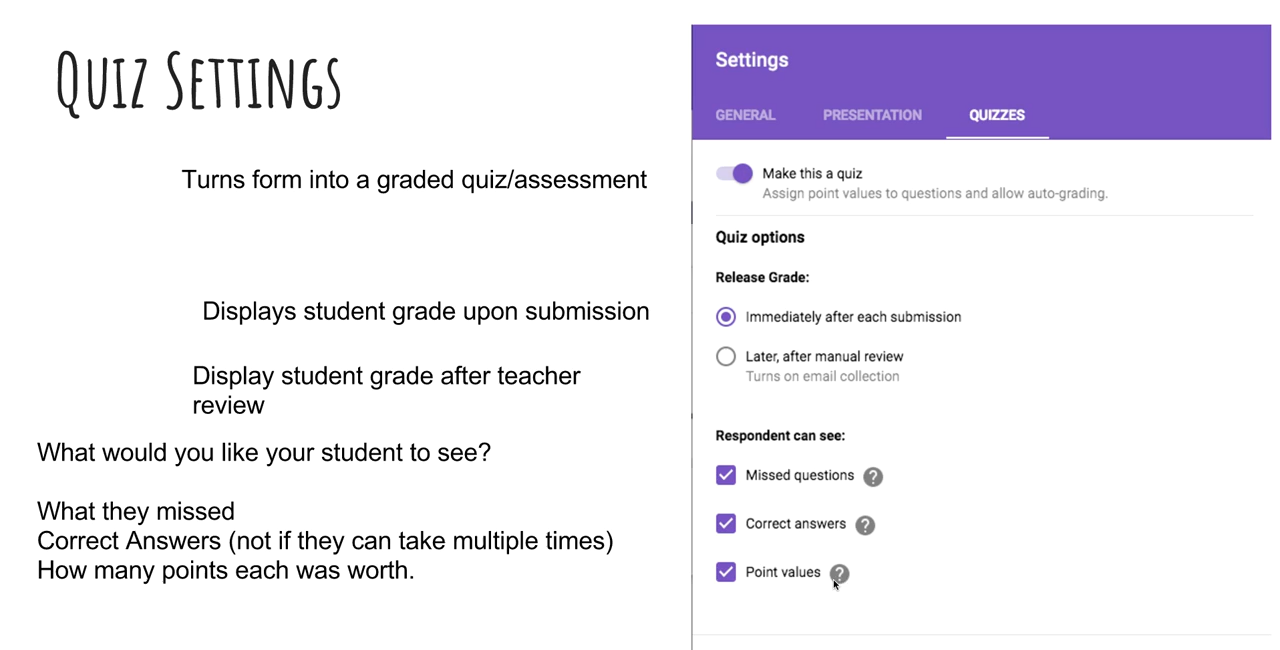 Quiz Settings
Turns form into a graded quiz/assessment
Displays student grade upon submission
Display student grade after teacher
review
What would you like your student to see?
What they missed
Correct Answers (not if they can take multiple times)
How many points each was worth.
Settings
GENERAL PRESENTATION QUIZZES
Make this a quiz
Assign point values to questions and allow auto-grading.
Quiz options
Release Grade:
Immediately after each submission
Later, after manual review
Turns on email collection
Respondent can see:
Missed questions ?
Correct answers ?
Point values ?